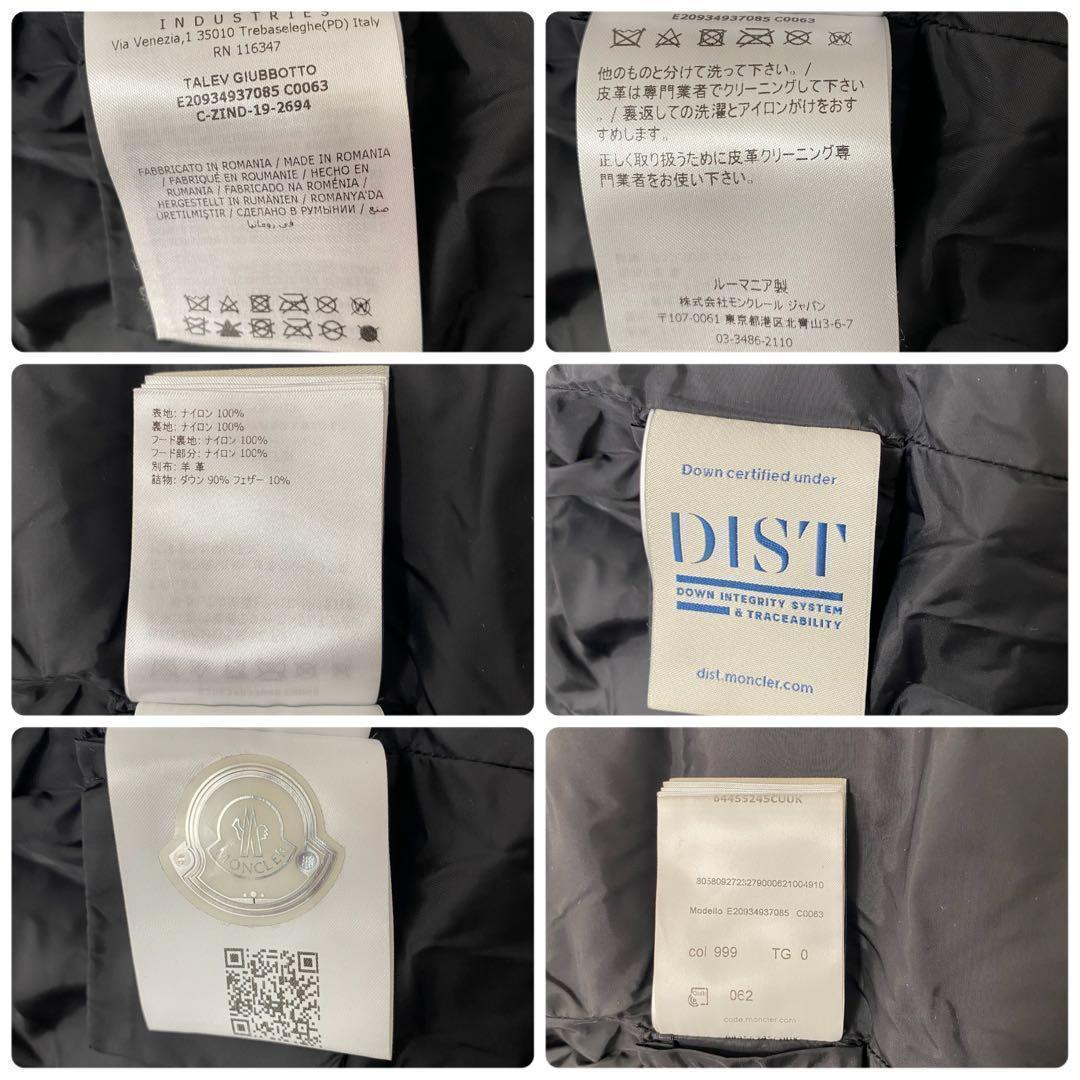 INDUSTRIES
Via Venezia,1 35010 Trebaseleghe(PD) Italy
RN 116347
TALEV GIUBBOTTO
E20934937085 C0063
C-ZIND-19-2694
FABBRICATO IN ROMANIA / MADE IN ROMANIA
/ FABRIQUÉ EN ROUMANIE / HECHO EN
RUMANIA / FABRICADO NA ROMÉNIA /
HERGESTELLT IN RUMÄNIEN / ROMANYA'DA
ÜRETILMIŞTIR / СДЕЛАНО В РУМЫНИИ / صنع
في رومانيا
E20934937085 C0063
他のものと分けて洗って下さい。/
皮革は専門業者でクリーニングして下さい
。/ 裏返しての洗濯とアイロンがけをおす
すめします。
正しく取り扱うために皮革クリーニング専
門業者をお使い下さい。
ルーマニア製
株式会社モンクレール ジャパン
〒107-0061 東京都港区北青山3-6-7
03-3486-2110
表地: ナイロン 100%
裏地: ナイロン 100%
フード裏地: ナイロン 100%
フード部分: ナイロン 100%
別布: 羊 革
詰物: ダウン 90% フェザー 10%
Down certified under
DIST
DOWN INTEGRITY SYSTEM
& TRACEABILITY
dist.moncler.com
MONCLER
84455245CUUK
8058092723279000621004910
Modello E20934937085 C0063
col 999 TG 0
062
code.moncler.com